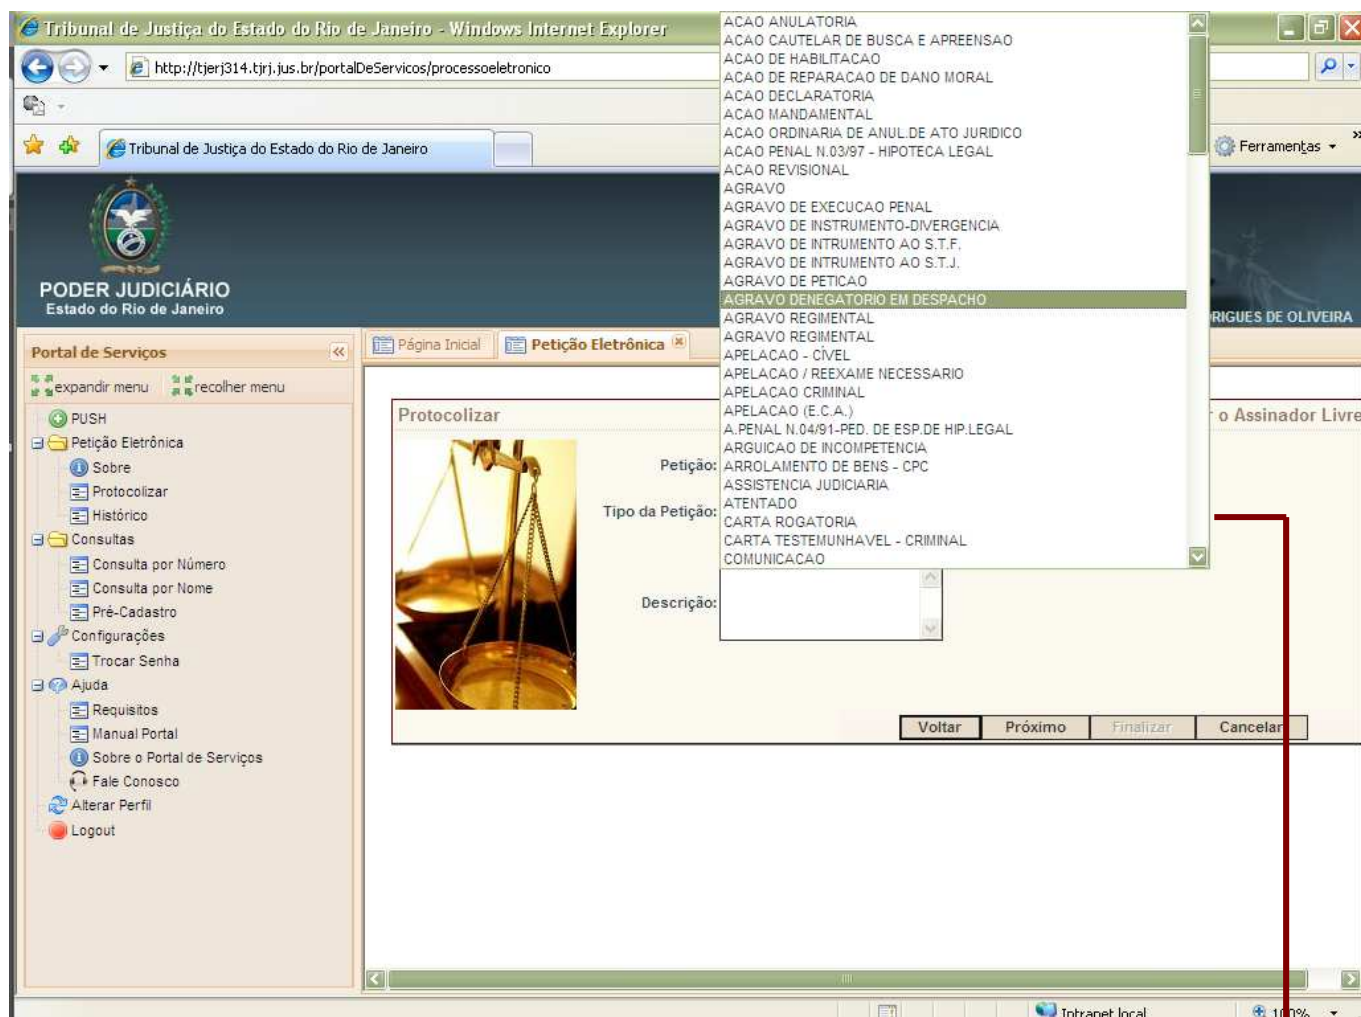 Tribunal de Justiça do Estado do Rio de Janeiro - Windows Internet Explorer
http://tjerj314.tjrj.jus.br/portalDeServicos/processoeletronico
Tribunal de Justiça do Estado do Rio de Janeiro
Ferramentas
PODER JUDICIÁRIO
Estado do Rio de Janeiro
RIGUES DE OLIVEIRA
Portal de Serviços
expandir menu recolher menu
PUSH
Petição Eletrônica
Sobre
Protocolizar
Histórico
Consultas
Consulta por Número
Consulta por Nome
Pré-Cadastro
Configurações
Trocar Senha
Ajuda
Requisitos
Manual Portal
Sobre o Portal de Serviços
Fale Conosco
Alterar Perfil
Logout
Página Inicial Petição Eletrônica
Protocolizar
r o Assinador Livre
Petição:
Tipo da Petição:
Descrição:
ACAO ANULATORIA
ACAO CAUTELAR DE BUSCA E APREENSAO
ACAO DE HABILITACAO
ACAO DE REPARACAO DE DANO MORAL
ACAO DECLARATORIA
ACAO MANDAMENTAL
ACAO ORDINARIA DE ANUL.DE ATO JURIDICO
ACAO PENAL N.03/97 - HIPOTECA LEGAL
ACAO REVISIONAL
AGRAVO
AGRAVO DE EXECUCAO PENAL
AGRAVO DE INSTRUMENTO-DIVERGENCIA
AGRAVO DE INTRUMENTO AO S.T.F.
AGRAVO DE INTRUMENTO AO S.T.J.
AGRAVO DE PETICAO
AGRAVO DENEGATORIO EM DESPACHO
AGRAVO REGIMENTAL
AGRAVO REGIMENTAL
APELACAO - CÍVEL
APELACAO / REEXAME NECESSARIO
APELACAO CRIMINAL
APELACAO (E.C.A.)
A.PENAL N.04/91-PED. DE ESP.DE HIP.LEGAL
ARGUICAO DE INCOMPETENCIA
ARROLAMENTO DE BENS - CPC
ASSISTENCIA JUDICIARIA
ATENTADO
CARTA ROGATORIA
CARTA TESTEMUNHAVEL - CRIMINAL
COMUNICACAO
Voltar Próximo Finalizar Cancelar
Intranet local 100%